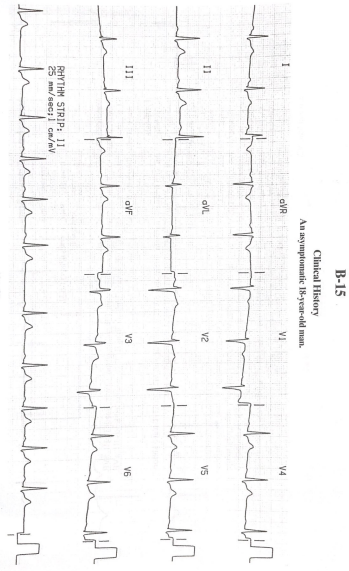 B-15
Clinical History
An asymptomatic 18-year-old man.
I aVR V1 V4
II aVL V2 V5
III aVF V3 V6
RHYTHM STRIP: II
25 mm/sec; 1 cm/mV